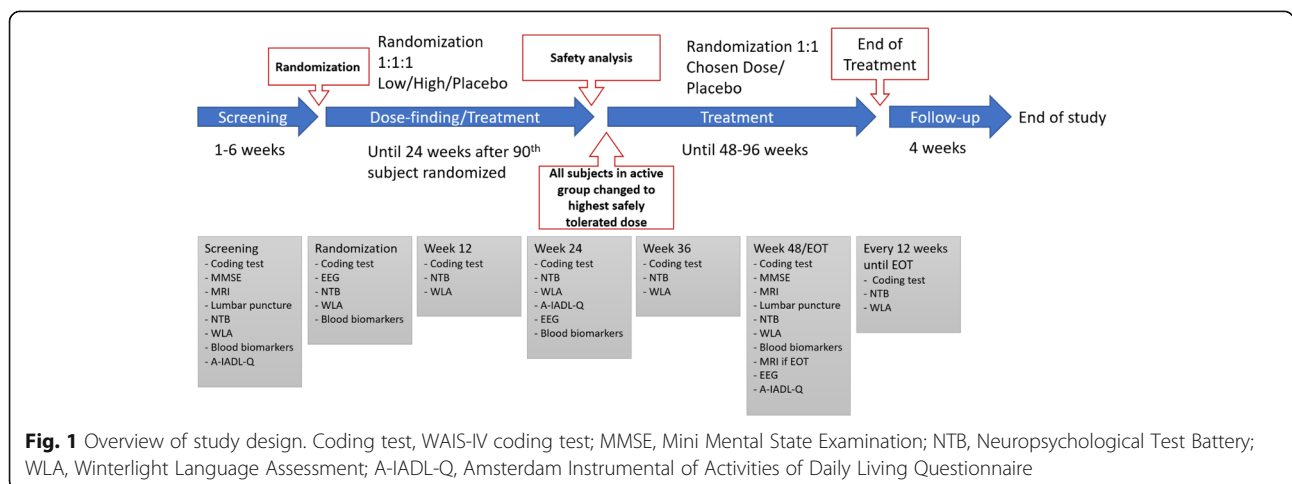 Randomization
Randomization
1:1:1
Low/High/Placebo
Safety analysis
Randomization 1:1
Chosen Dose/
Placebo
End of
Treatment
Screening
Dose-finding/Treatment
Treatment
Follow-up
End of study
1-6 weeks
Until 24 weeks after 90th
subject randomized
All subjects in active
group changed to
highest safely
tolerated dose
Until 48-96 weeks
4 weeks
Screening
- Coding test
- MMSE
- MRI
- Lumbar puncture
- NTB
- WLA
- Blood biomarkers
- A-IADL-Q
Randomization
- Coding test
- EEG
- NTB
- WLA
- Blood biomarkers
Week 12
- Coding test
- NTB
- WLA
Week 24
- Coding test
- NTB
- WLA
- A-IADL-Q
- EEG
- Blood biomarkers
Week 36
- Coding test
- NTB
- WLA
Week 48/EOT
- Coding test
- MMSE
- MRI
- Lumbar puncture
- NTB
- WLA
- Blood biomarkers
- MRI if EOT
- EEG
- A-IADL-Q
Every 12 weeks
until EOT
- Coding test
- NTB
- WLA
Fig. 1 Overview of study design. Coding test, WAIS-IV coding test; MMSE, Mini Mental State Examination; NTB, Neuropsychological Test Battery;
WLA, Winterlight Language Assessment; A-IADL-Q, Amsterdam Instrumental of Activities of Daily Living Questionnaire